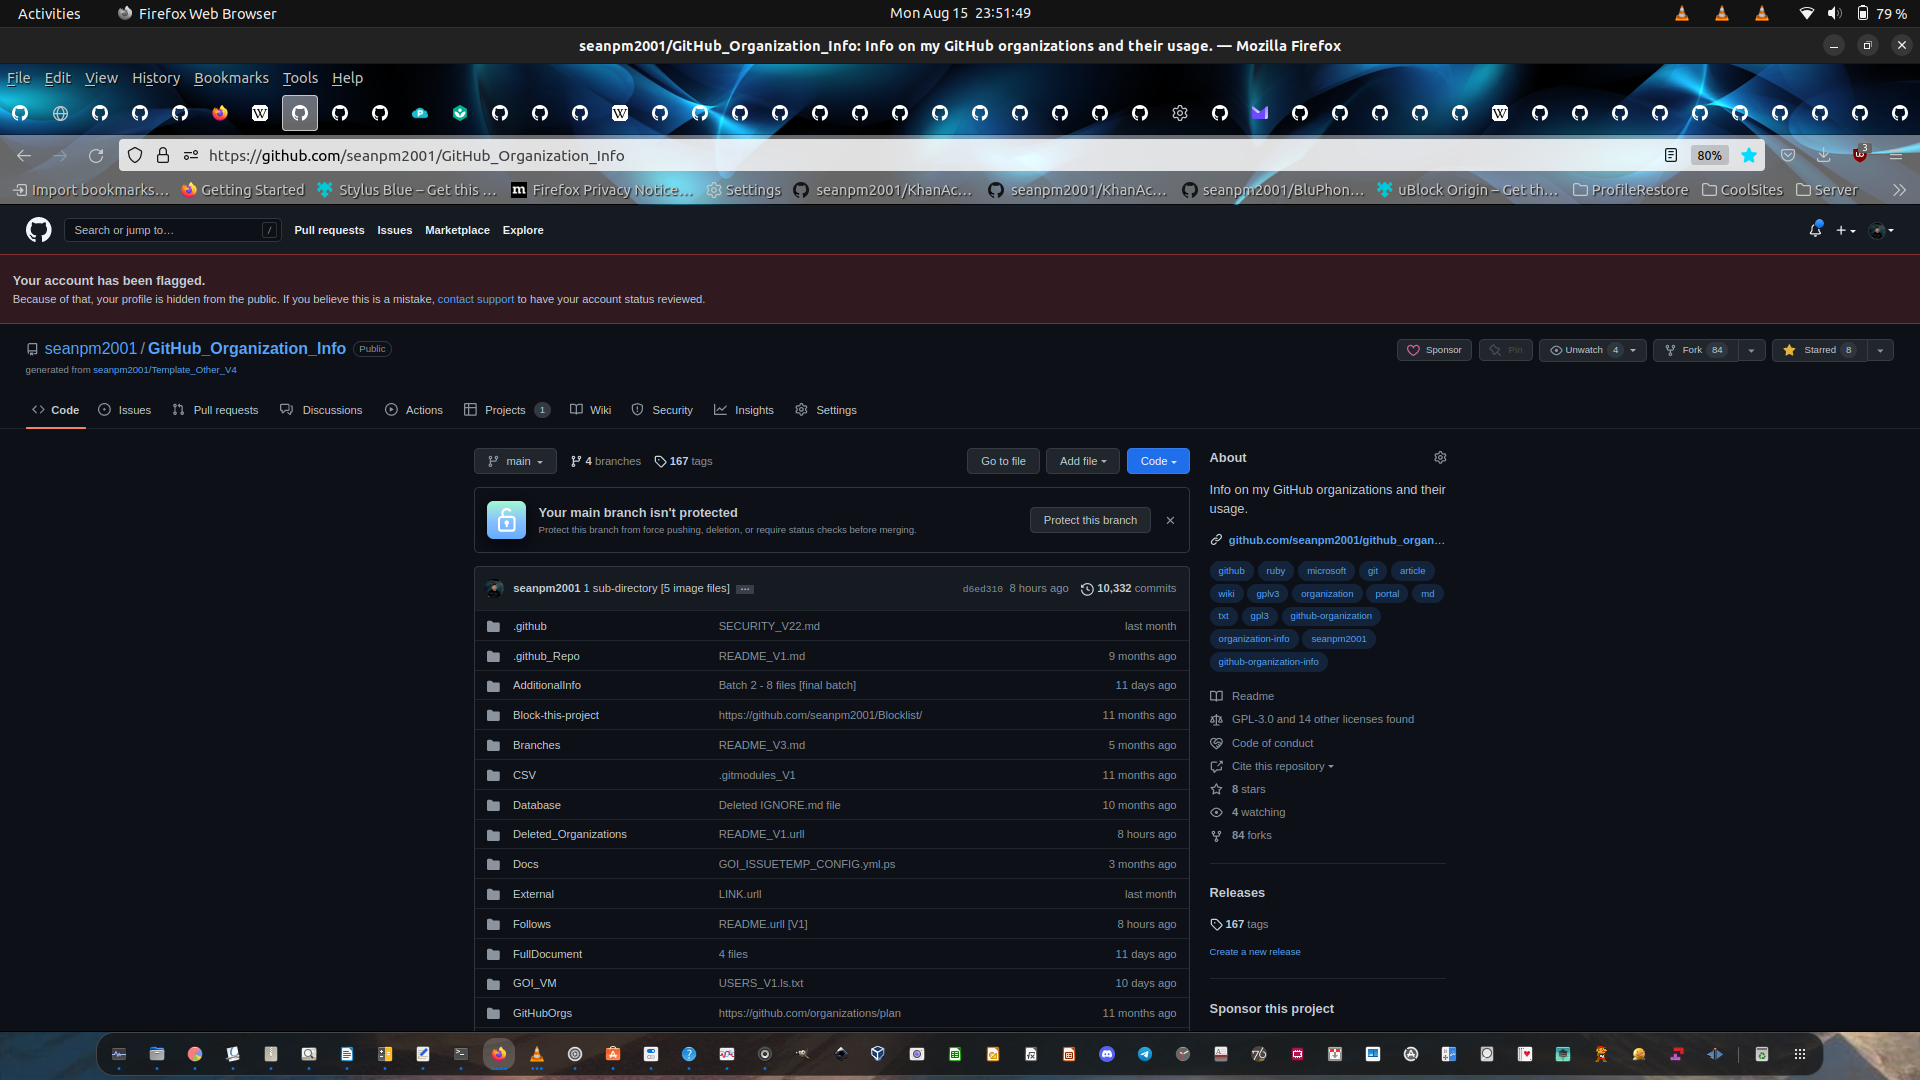 Activities Firefox Web Browser Mon Aug 15 23:51:49 79 %
seanpm2001/GitHub_Organization_Info: Info on my GitHub organizations and their usage. — Mozilla Firefox
File Edit View History Bookmarks Tools Help
https://github.com/seanpm2001/GitHub_Organization_Info 80% 3
Import bookmarks… Getting Started Stylus Blue – Get this … Firefox Privacy Notice… Settings seanpm2001/KhanAc… seanpm2001/KhanAc… seanpm2001/BluPhon… uBlock Origin – Get th… ProfileRestore CoolSites Server
Search or jump to… / Pull requests Issues Marketplace Explore
Your account has been flagged.
Because of that, your profile is hidden from the public. If you believe this is a mistake, contact support to have your account status reviewed.
seanpm2001 / GitHub_Organization_Info Public Sponsor Pin Unwatch 4 Fork 84 Starred 8
generated from seanpm2001/Template_Other_V4
Code Issues Pull requests Discussions Actions Projects 1 Wiki Security Insights Settings
main 4 branches 167 tags Go to file Add file Code
Your main branch isn't protected
Protect this branch from force pushing, deletion, or require status checks before merging.
Protect this branch
seanpm2001 1 sub-directory [5 image files] … d6ed310 8 hours ago 10,332 commits
.github SECURITY_V22.md last month
.github_Repo README_V1.md 9 months ago
AdditionalInfo Batch 2 - 8 files [final batch] 11 days ago
Block-this-project https://github.com/seanpm2001/Blocklist/ 11 months ago
Branches README_V3.md 5 months ago
CSV .gitmodules_V1 11 months ago
Database Deleted IGNORE.md file 10 months ago
Deleted_Organizations README_V1.urll 8 hours ago
Docs GOI_ISSUETEMP_CONFIG.yml.ps 3 months ago
External LINK.urll last month
Follows README.urll [V1] 8 hours ago
FullDocument 4 files 11 days ago
GOI_VM USERS_V1.ls.txt 10 days ago
GitHubOrgs https://github.com/organizations/plan 11 months ago
About
Info on my GitHub organizations and their
usage.
github.com/seanpm2001/github_organ…
github ruby microsoft git article
wiki gplv3 organization portal md
txt gpl3 github-organization
organization-info seanpm2001
github-organization-info
Readme
GPL-3.0 and 14 other licenses found
Code of conduct
Cite this repository
8 stars
4 watching
84 forks
Releases
167 tags
Create a new release
Sponsor this project